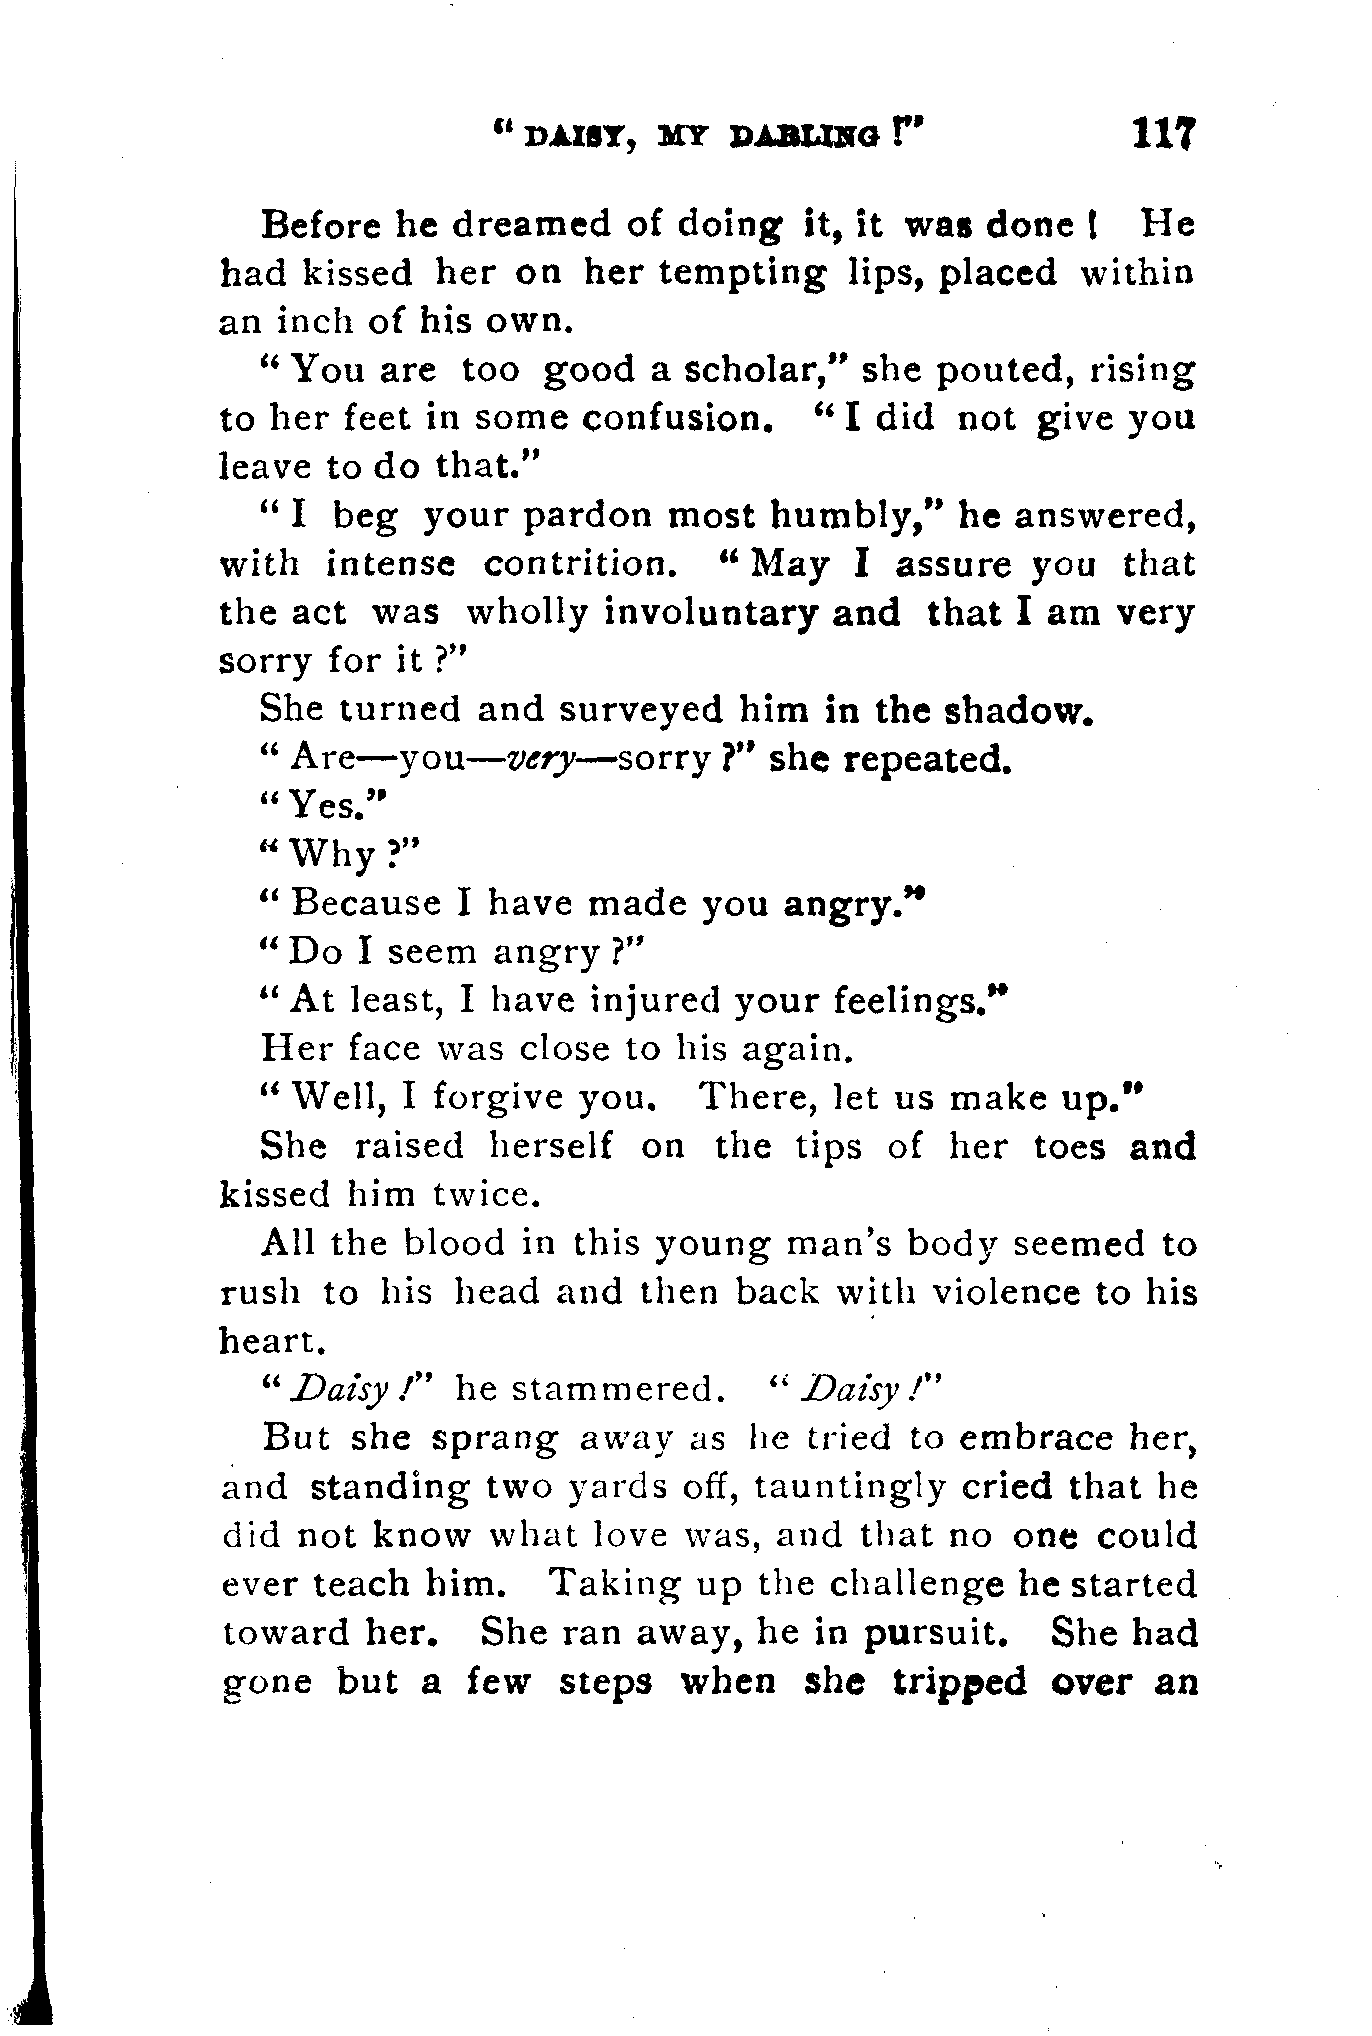 “ DAISY, MY DARLING !” 117
Before he dreamed of doing it, it was done ! He
had kissed her on her tempting lips, placed within
an inch of his own.
“ You are too good a scholar,” she pouted, rising
to her feet in some confusion. “ I did not give you
leave to do that.”
“ I beg your pardon most humbly,” he answered,
with intense contrition. “ May I assure you that
the act was wholly involuntary and that I am very
sorry for it ?”
She turned and surveyed him in the shadow.
“ Are—you—very—sorry ?” she repeated.
“ Yes.”
“ Why ?”
“ Because I have made you angry.”
“ Do I seem angry ?”
“ At least, I have injured your feelings.”
Her face was close to his again.
“ Well, I forgive you. There, let us make up.”
She raised herself on the tips of her toes and
kissed him twice.
All the blood in this young man’s body seemed to
rush to his head and then back with violence to his
heart.
“ Daisy !” he stammered. “ Daisy !”
But she sprang away as he tried to embrace her,
and standing two yards off, tauntingly cried that he
did not know what love was, and that no one could
ever teach him. Taking up the challenge he started
toward her. She ran away, he in pursuit. She had
gone but a few steps when she tripped over an